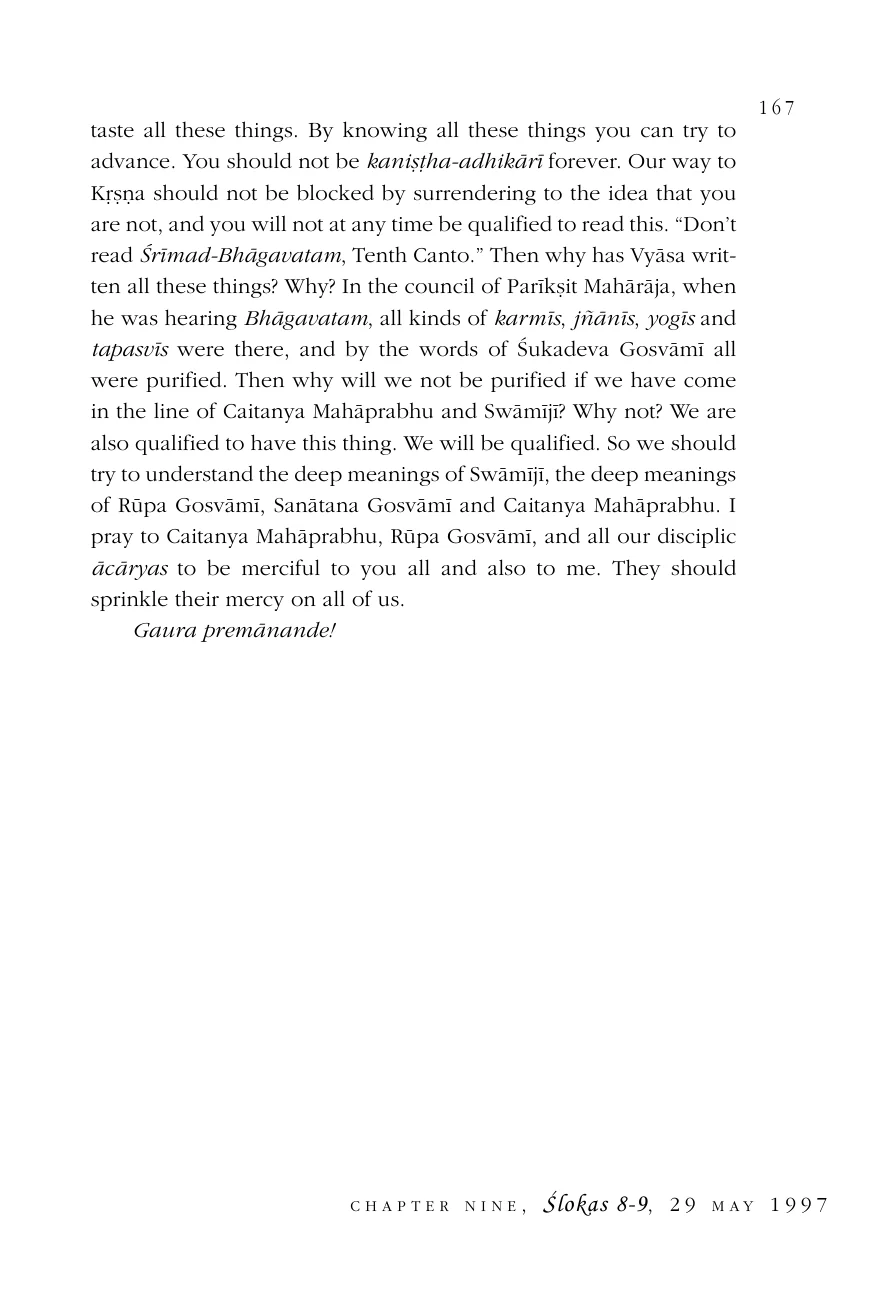 167
taste all these things. By knowing all these things you can try to
advance. You should not be kaniṣṭha-adhikārī forever. Our way to
Kṛṣṇa should not be blocked by surrendering to the idea that you
are not, and you will not at any time be qualified to read this. “Don’t
read Śrīmad-Bhāgavatam, Tenth Canto.” Then why has Vyāsa writ-
ten all these things? Why? In the council of Parīkṣit Mahārāja, when
he was hearing Bhāgavatam, all kinds of karmīs, jñānīs, yogīs and
tapasvīs were there, and by the words of Śukadeva Gosvāmī all
were purified. Then why will we not be purified if we have come
in the line of Caitanya Mahāprabhu and Swāmījī? Why not? We are
also qualified to have this thing. We will be qualified. So we should
try to understand the deep meanings of Swāmījī, the deep meanings
of Rūpa Gosvāmī, Sanātana Gosvāmī and Caitanya Mahāprabhu. I
pray to Caitanya Mahāprabhu, Rūpa Gosvāmī, and all our disciplic
ācāryas to be merciful to you all and also to me. They should
sprinkle their mercy on all of us.
Gaura premānande!
CHAPTER NINE, Ślokas 8-9, 29 MAY 1997